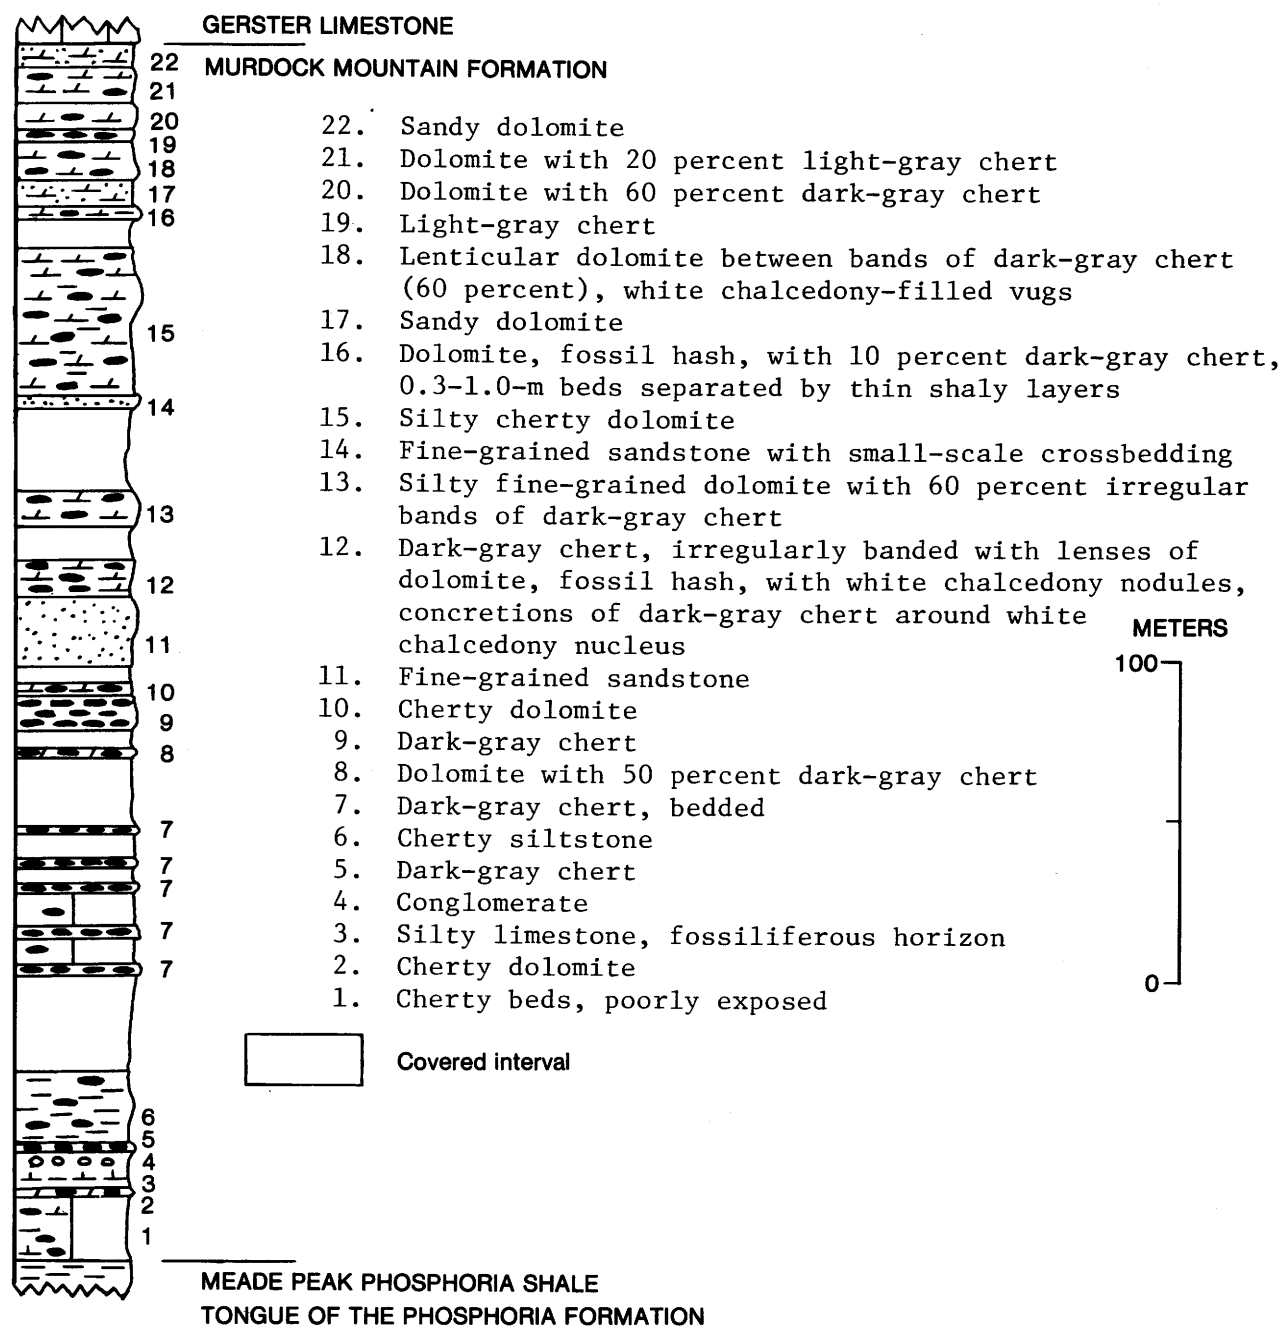 GERSTER LIMESTONE
MURDOCK MOUNTAIN FORMATION
22
21
20
19
18
17
16
15
14
13
12
11
10
9
8
7
7
7
7
7
6
5
4
3
2
1
22. Sandy dolomite
21. Dolomite with 20 percent light-gray chert
20. Dolomite with 60 percent dark-gray chert
19. Light-gray chert
18. Lenticular dolomite between bands of dark-gray chert
(60 percent), white chalcedony-filled vugs
17. Sandy dolomite
16. Dolomite, fossil hash, with 10 percent dark-gray chert,
0.3-1.0-m beds separated by thin shaly layers
15. Silty cherty dolomite
14. Fine-grained sandstone with small-scale crossbedding
13. Silty fine-grained dolomite with 60 percent irregular
bands of dark-gray chert
12. Dark-gray chert, irregularly banded with lenses of
dolomite, fossil hash, with white chalcedony nodules,
concretions of dark-gray chert around white
chalcedony nucleus
11. Fine-grained sandstone
10. Cherty dolomite
9. Dark-gray chert
8. Dolomite with 50 percent dark-gray chert
7. Dark-gray chert, bedded
6. Cherty siltstone
5. Dark-gray chert
4. Conglomerate
3. Silty limestone, fossiliferous horizon
2. Cherty dolomite
1. Cherty beds, poorly exposed
METERS
100
0
Covered interval
MEADE PEAK PHOSPHORIA SHALE
TONGUE OF THE PHOSPHORIA FORMATION